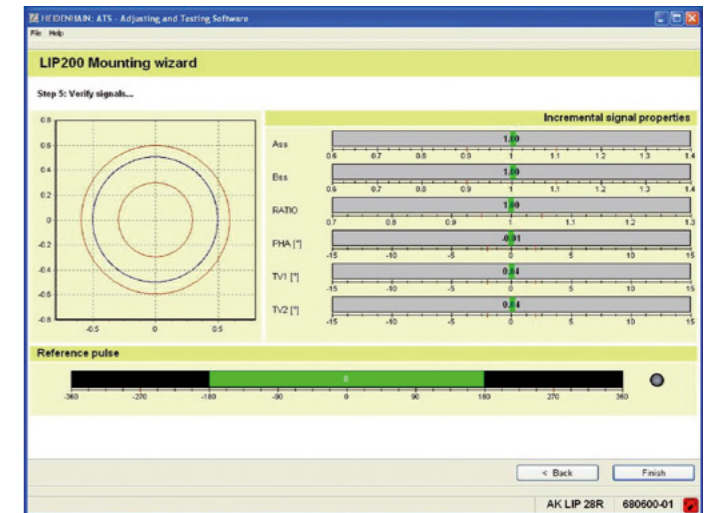 HEIDENHAIN: ATS - Adjusting and Testing Software
File Help
LIP200 Mounting wizard
Step 5: Verify signals...
Incremental signal properties
0.8
0.6
0.4
0.2
0
-0.2
-0.4
-0.6
-0.8
-0.5 0 0.5
Ass 1.00
0.6 0.7 0.8 0.9 1 1.1 1.2 1.3 1.4
Bss 1.00
0.6 0.7 0.8 0.9 1 1.1 1.2 1.3 1.4
RATIO 1.00
0.7 0.8 0.9 1 1.1 1.3
PHA [°] -0.01
-15 -10 -5 0 5 10 15
TV1 [°] 0.04
-15 -10 -5 0 5 10 15
TV2 [°] 0.04
-15 -10 -5 0 5 10 15
Reference pulse
0
-360 -270 -180 -90 0 90 180 270 360
< Back Finish
AK LIP 28R 680600-01